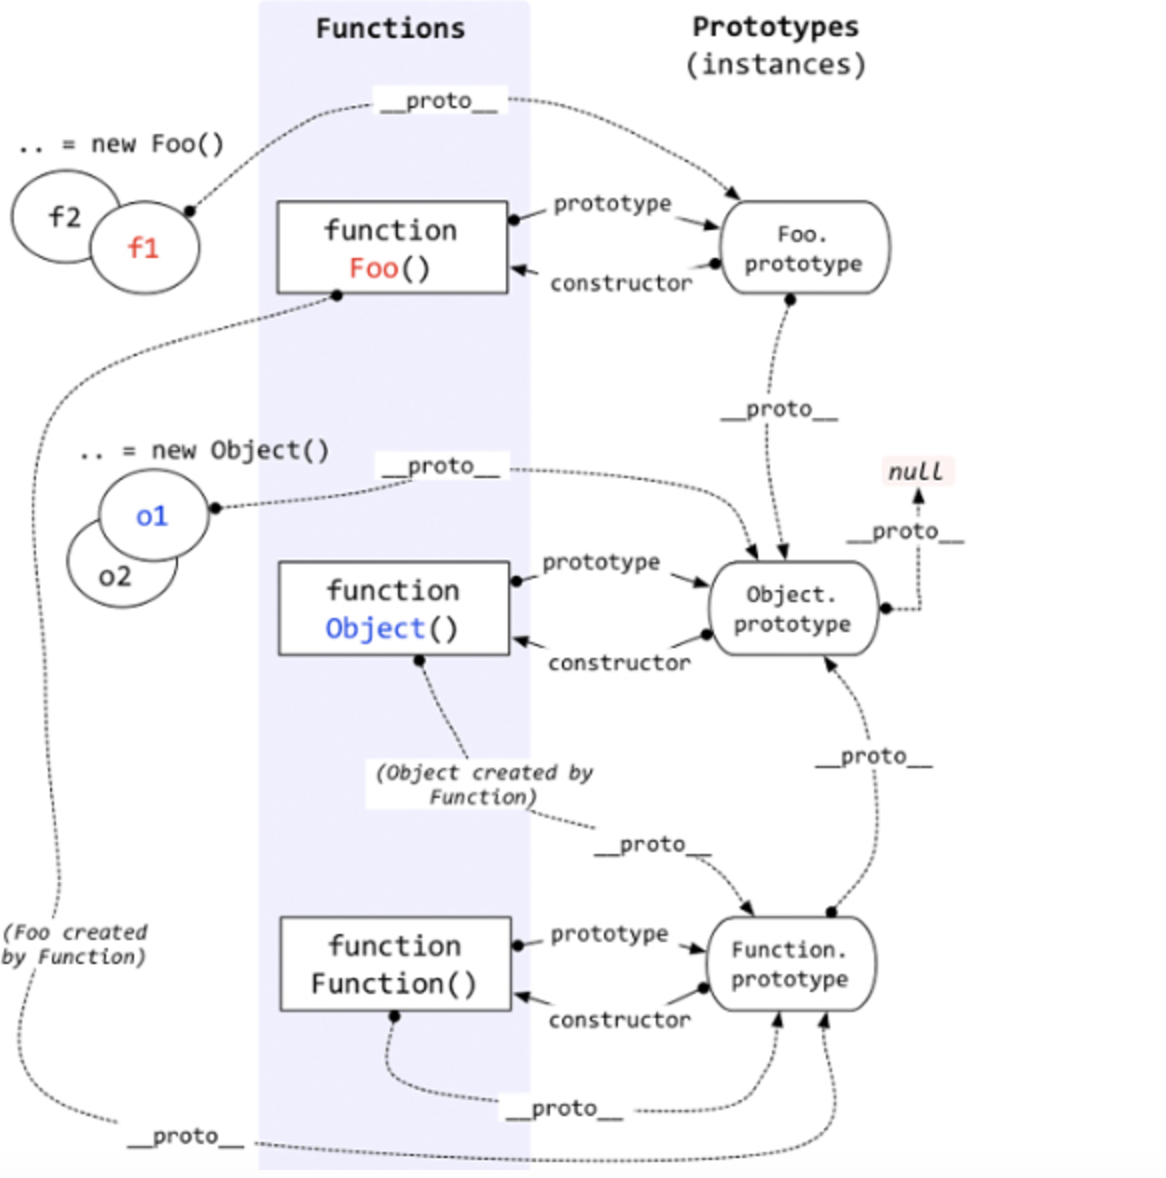 Functions
Prototypes
(instances)
__proto__
.. = new Foo()
f2
f1
function
Foo()
prototype
constructor
Foo.
prototype
__proto__
.. = new Object()
__proto__
null
__proto__
o1
o2
function
Object()
prototype
constructor
Object.
prototype
__proto__
(Object created by
Function)
__proto__
(Foo created
by Function)
function
Function()
prototype
constructor
Function.
prototype
__proto__
__proto__